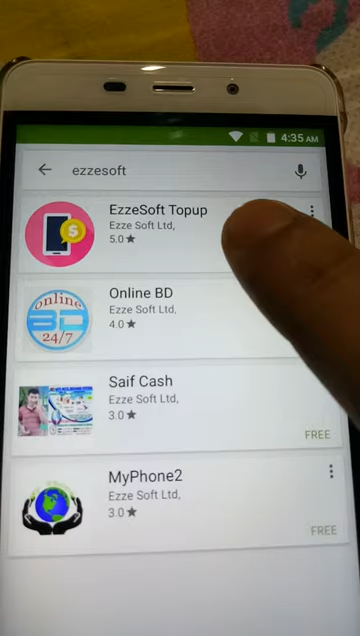 4:35 AM
ezzesoft
EzzeSoft Topup
Ezze Soft Ltd,
5.0★
$
online
BD
24/7
Online BD
Ezze Soft Ltd,
4.0★
Saif Cash
Ezze Soft Ltd,
3.0★
FREE
MyPhone2
Ezze Soft Ltd,
3.0★
FREE